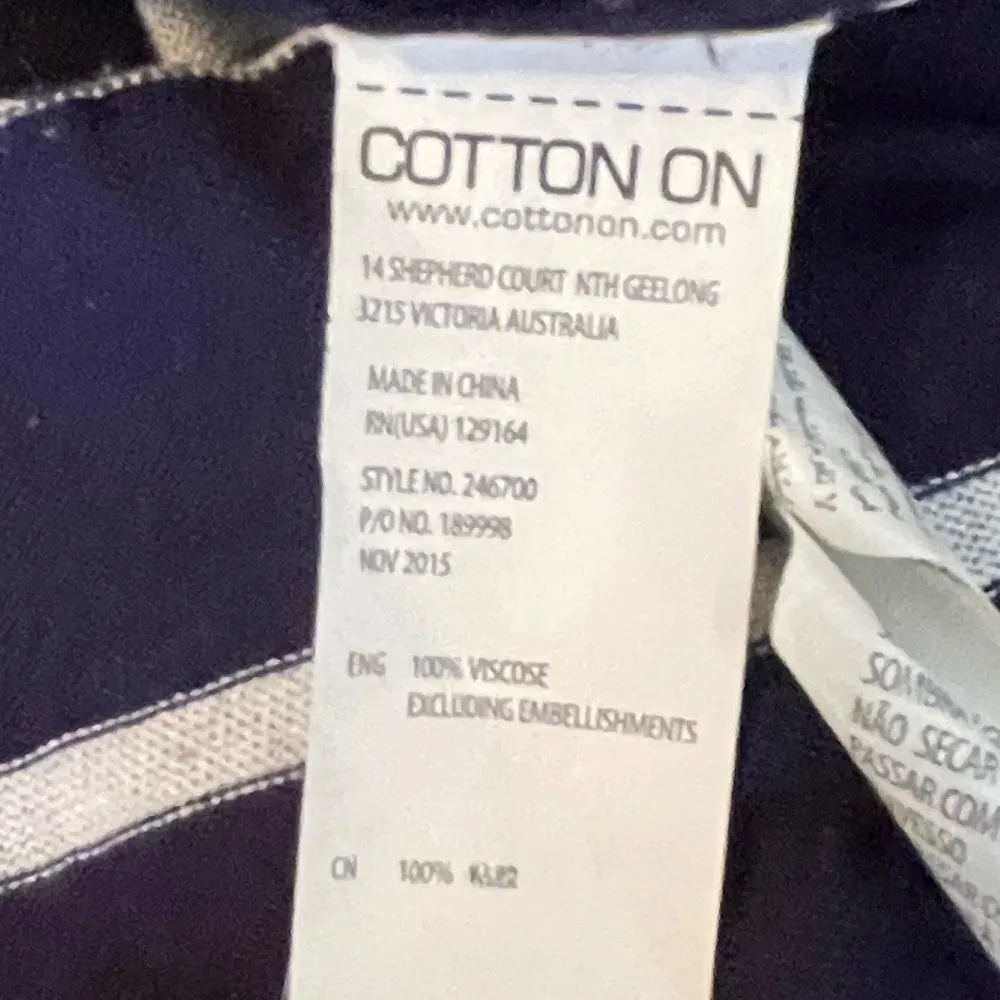 COTTON ON
www.cottonon.com
14 SHEPHERD COURT NTH GEELONG
3215 VICTORIA AUSTRALIA
MADE IN CHINA
RN(USA) 129164
STYLE NO. 246700
P/O NO. 189998
NOV 2015
ENG 100% VISCOSE
EXCLUDING EMBELLISHMENTS
CN 100%
NÃO SECAR
PASSAR COM